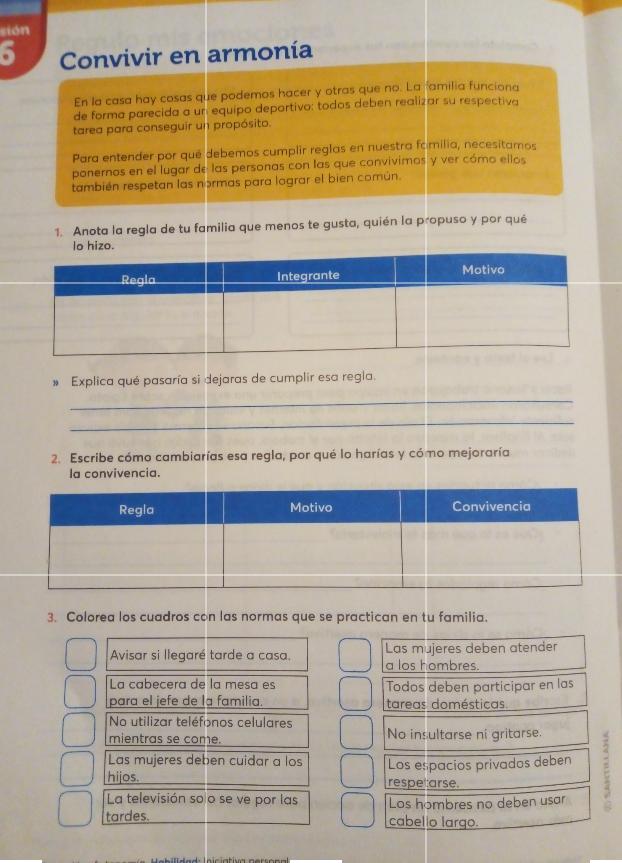 sión
6
Convivir en armonía
En la casa hay cosas que podemos hacer y otras que no. La familia funciona
de forma parecida a un equipo deportivo: todos deben realizar su respectiva
tarea para conseguir un propósito.
Para entender por qué debemos cumplir reglas en nuestra familia, necesitamos
ponernos en el lugar de las personas con las que convivimos y ver cómo ellos
también respetan las normas para lograr el bien común.
1. Anota la regla de tu familia que menos te gusta, quién la propuso y por qué
lo hizo.
Regla Integrante Motivo
» Explica qué pasaría si dejaras de cumplir esa regla.
2. Escribe cómo cambiarías esa regla, por qué lo harías y cómo mejoraría
la convivencia.
Regla Motivo Convivencia
3. Colorea los cuadros con las normas que se practican en tu familia.
Avisar si llegaré tarde a casa.
La cabecera de la mesa es
para el jefe de la familia.
No utilizar teléfonos celulares
mientras se come.
Las mujeres deben cuidar a los
hijos.
La televisión solo se ve por las
tardes.
Las mujeres deben atender
a los hombres.
Todos deben participar en las
tareas domésticas.
No insultarse ni gritarse.
Los espacios privados deben
respetarse.
Los hombres no deben usar
cabello largo.
© SANTILLANA
Habilidad: Iniciativa personal